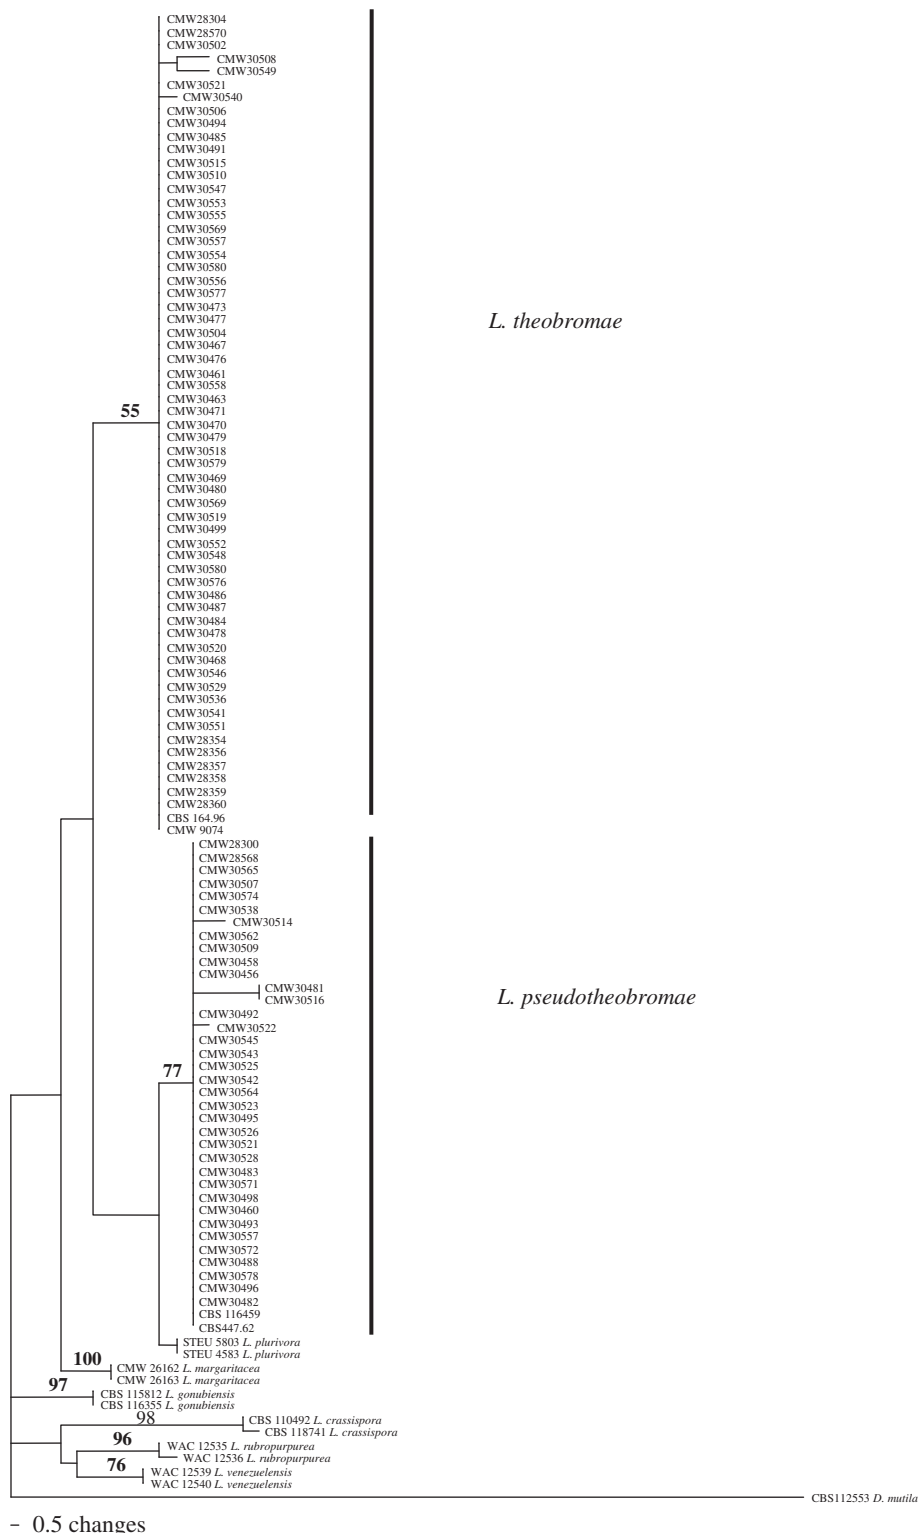 CMW28304
CMW28570
CMW30502
CMW30508
CMW30549
CMW30521
CMW30540
CMW30506
CMW30494
CMW30485
CMW30491
CMW30515
CMW30510
CMW30547
CMW30553
CMW30555
CMW30569
CMW30557
CMW30554
CMW30580
CMW30556
CMW30577
CMW30473
CMW30477
L. theobromae
CMW30504
CMW30467
CMW30476
CMW30461
CMW30558
CMW30463
CMW30471
55
CMW30470
CMW30479
CMW30518
CMW30579
CMW30469
CMW30480
CMW30569
CMW30519
CMW30499
CMW30552
CMW30548
CMW30580
CMW30576
CMW30486
CMW30487
CMW30484
CMW30478
CMW30520
CMW30468
CMW30546
CMW30529
CMW30536
CMW30541
CMW30551
CMW28354
CMW28356
CMW28357
CMW28358
CMW28359
CMW28360
CBS 164.96
CMW 9074
CMW28300
CMW28568
CMW30565
CMW30507
CMW30574
CMW30538
CMW30514
CMW30562
CMW30509
CMW30458
CMW30456
CMW30481
L. pseudotheobromae
CMW30516
CMW30492
CMW30522
CMW30545
CMW30543
CMW30525
77
CMW30542
CMW30564
CMW30523
CMW30495
CMW30526
CMW30521
CMW30528
CMW30483
CMW30571
CMW30498
CMW30460
CMW30493
CMW30557
CMW30572
CMW30488
CMW30578
CMW30496
CMW30482
CBS 116459
CBS447.62
STEU 5803 L. plurivora
STEU 4583 L. plurivora
100
CMW 26162 L. margaritacea
CMW 26163 L. margaritacea
97
CBS 115812 L. gonubiensis
CBS 116355 L. gonubiensis
98
CBS 110492 L. crassispora
CBS 118741 L. crassispora
96
WAC 12535 L. rubropurpurea
WAC 12536 L. rubropurpurea
76
WAC 12539 L. venezuelensis
WAC 12540 L. venezuelensis
CBS112553 D. mutila
0.5 changes